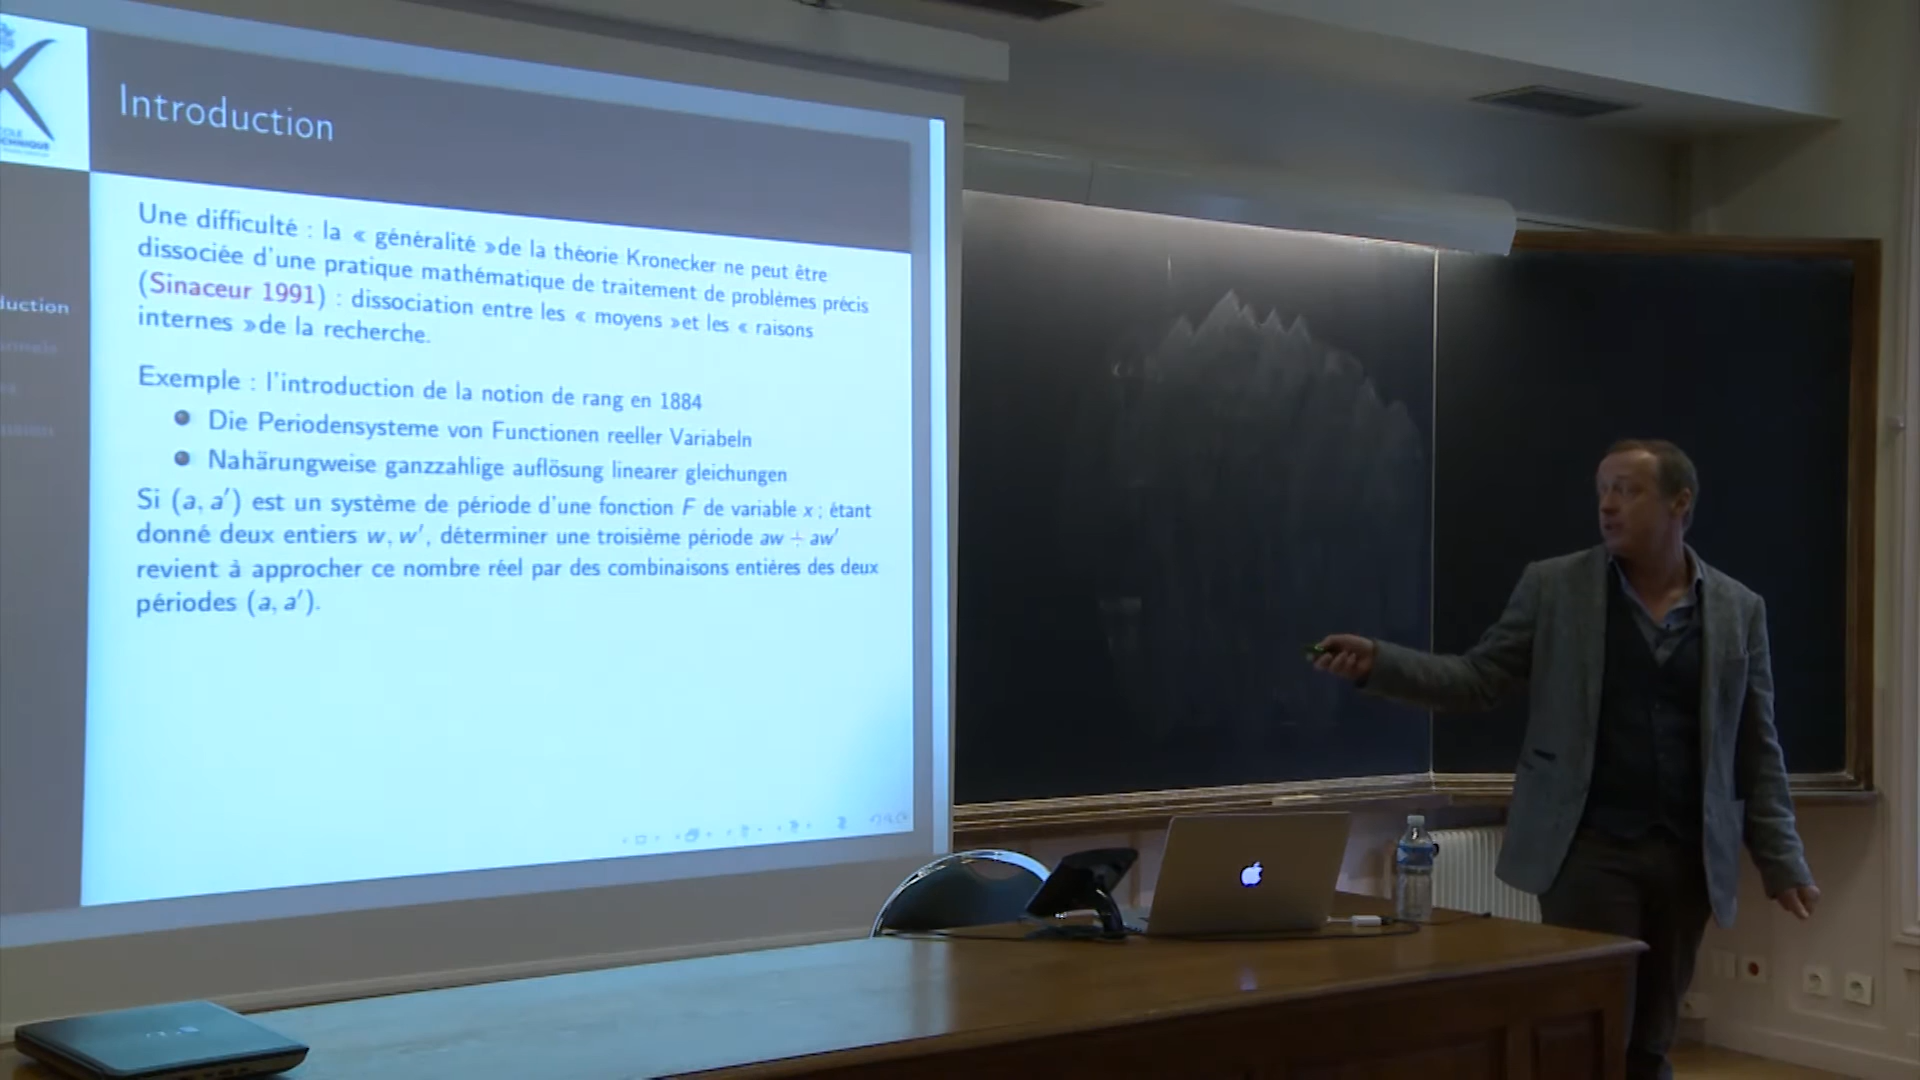 Introduction
Une difficulté : la « généralité »de la théorie Kronecker ne peut être
dissociée d'une pratique mathématique de traitement de problèmes précis
(Sinaceur 1991) : dissociation entre les « moyens »et les « raisons
internes »de la recherche.
Exemple : l'introduction de la notion de rang en 1884
Die Periodensysteme von Functionen reeller Variabeln
Nahärungweise ganzzahlige auflösung linearer gleichungen
Si (a, a′) est un système de période d'une fonction F de variable x ; étant
donné deux entiers w, w′, déterminer une troisième période aw + aw′
revient à approcher ce nombre réel par des combinaisons entières des deux
périodes (a, a′).
duction